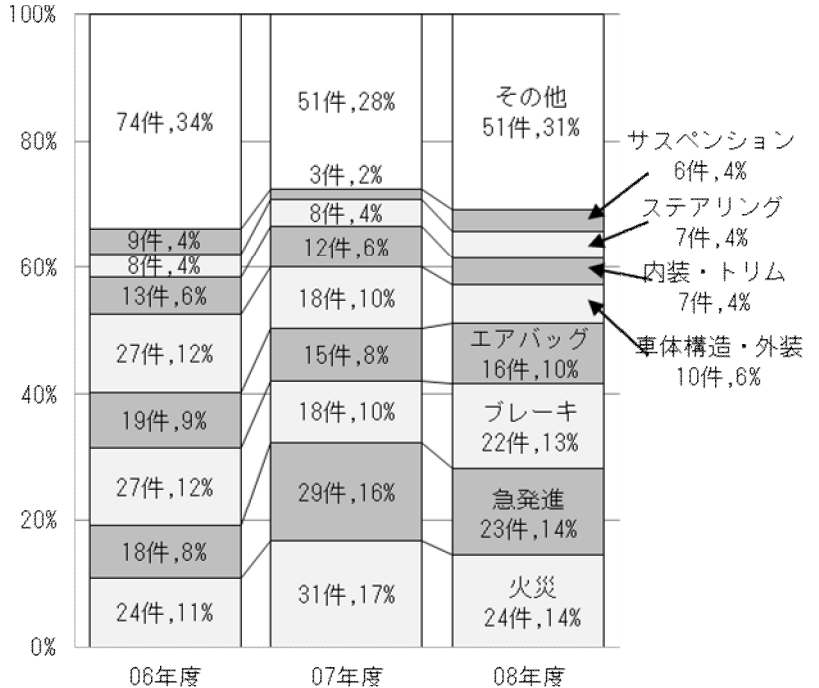 100%
80%
60%
40%
20%
0%
74件,34%
9件,4%
8件,4%
13件,6%
27件,12%
19件,9%
27件,12%
18件,8%
24件,11%
06年度
51件,28%
3件,2%
8件,4%
12件,6%
18件,10%
15件,8%
18件,10%
29件,16%
31件,17%
07年度
その他
51件,31%
エアバッグ
16件,10%
ブレーキ
22件,13%
急発進
23件,14%
火災
24件,14%
08年度
サスペンション
6件,4%
ステアリング
7件,4%
内装・トリム
7件,4%
車体構造・外装
10件,6%